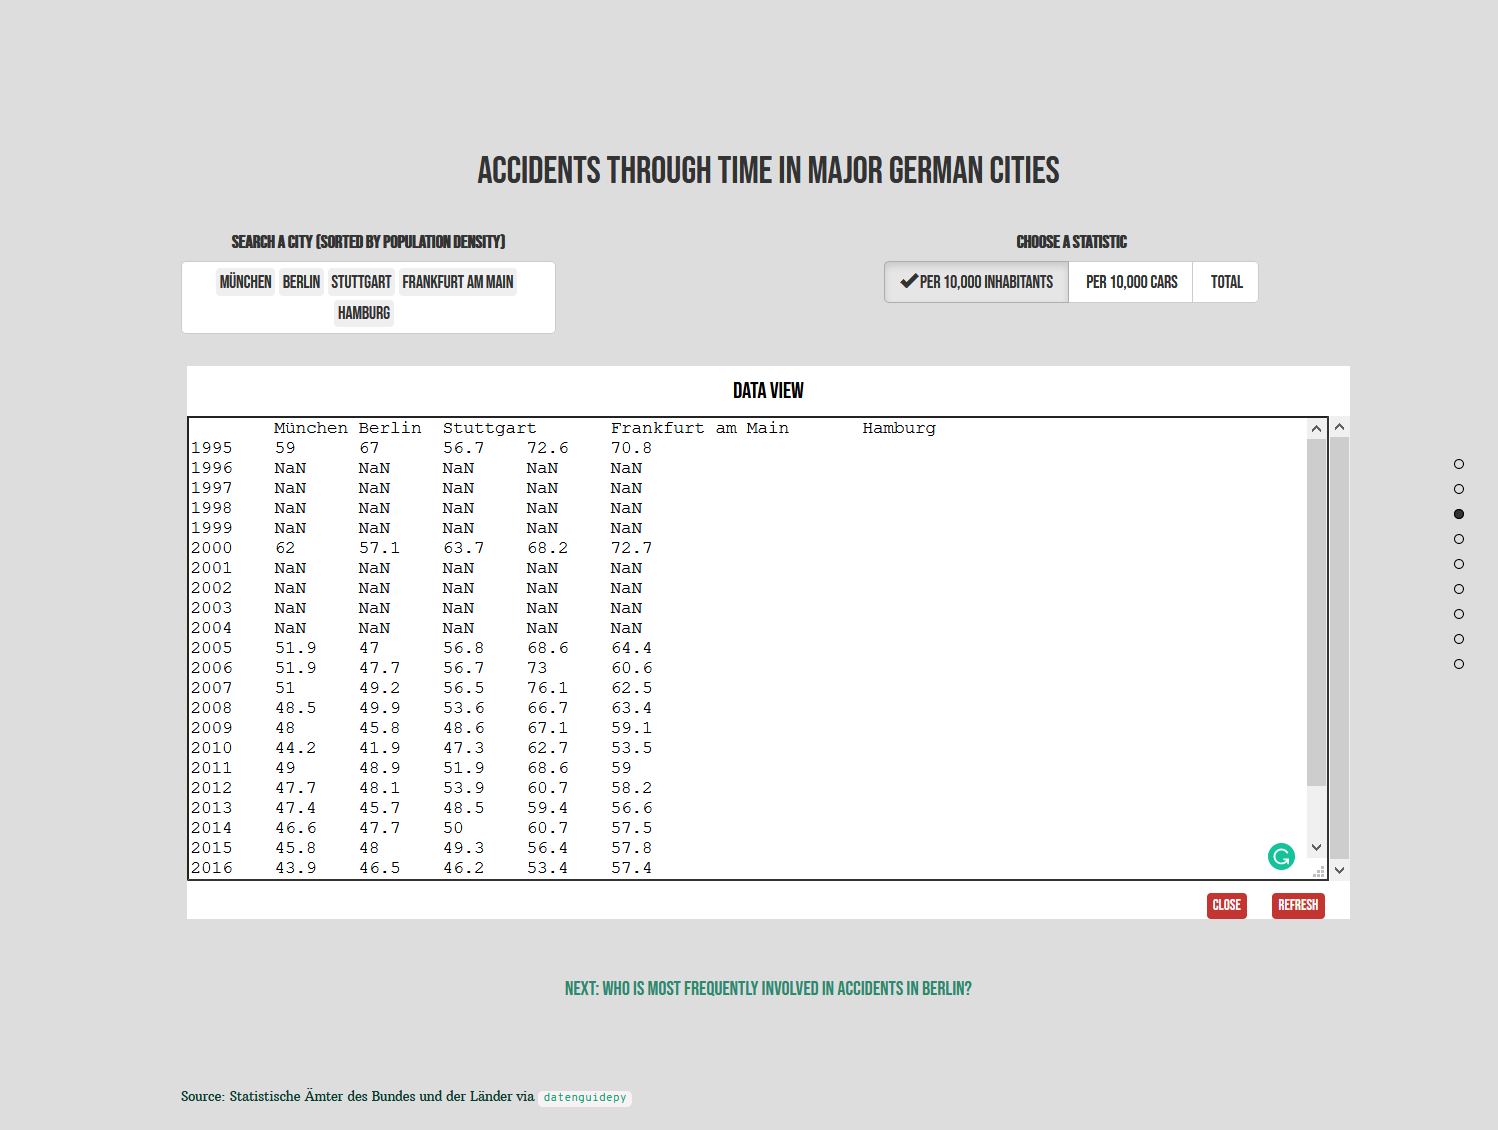 ACCIDENTS THROUGH TIME IN MAJOR GERMAN CITIES
SEARCH A CITY (SORTED BY POPULATION DENSITY)
MÜNCHEN BERLIN STUTTGART FRANKFURT AM MAIN
HAMBURG
CHOOSE A STATISTIC
PER 10,000 INHABITANTS PER 10,000 CARS TOTAL
DATA VIEW
München Berlin Stuttgart Frankfurt am Main Hamburg
1995 59 67 56.7 72.6 70.8
1996 NaN NaN NaN NaN NaN
1997 NaN NaN NaN NaN NaN
1998 NaN NaN NaN NaN NaN
1999 NaN NaN NaN NaN NaN
2000 62 57.1 63.7 68.2 72.7
2001 NaN NaN NaN NaN NaN
2002 NaN NaN NaN NaN NaN
2003 NaN NaN NaN NaN NaN
2004 NaN NaN NaN NaN NaN
2005 51.9 47 56.8 68.6 64.4
2006 51.9 47.7 56.7 73 60.6
2007 51 49.2 56.5 76.1 62.5
2008 48.5 49.9 53.6 66.7 63.4
2009 48 45.8 48.6 67.1 59.1
2010 44.2 41.9 47.3 62.7 53.5
2011 49 48.9 51.9 68.6 59
2012 47.7 48.1 53.9 60.7 58.2
2013 47.4 45.7 48.5 59.4 56.6
2014 46.6 47.7 50 60.7 57.5
2015 45.8 48 49.3 56.4 57.8
2016 43.9 46.5 46.2 53.4 57.4
CLOSE REFRESH
NEXT: WHO IS MOST FREQUENTLY INVOLVED IN ACCIDENTS IN BERLIN?
Source: Statistische Ämter des Bundes und der Länder via datenguidepy